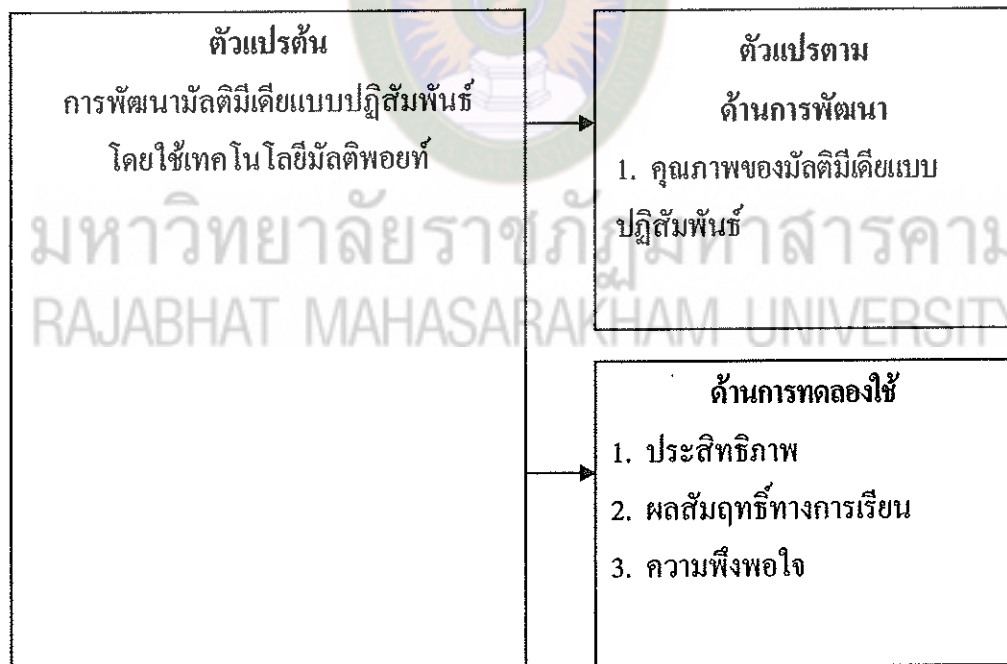 ตัวแปรต้น
การพัฒนามัลติมีเดียแบบปฏิสัมพันธ์
โดยใช้เทคโนโลยีมัลติพอยท์
ตัวแปรตาม
ด้านการพัฒนา
1. คุณภาพของมัลติมีเดียแบบ
ปฏิสัมพันธ์
มหาวิทยาลัยราชภัฏมหาสารคาม
RAJABHAT MAHASARAKHAM UNIVERSITY
ด้านการทดลองใช้
1. ประสิทธิภาพ
2. ผลสัมฤทธิ์ทางการเรียน
3. ความพึงพอใจ